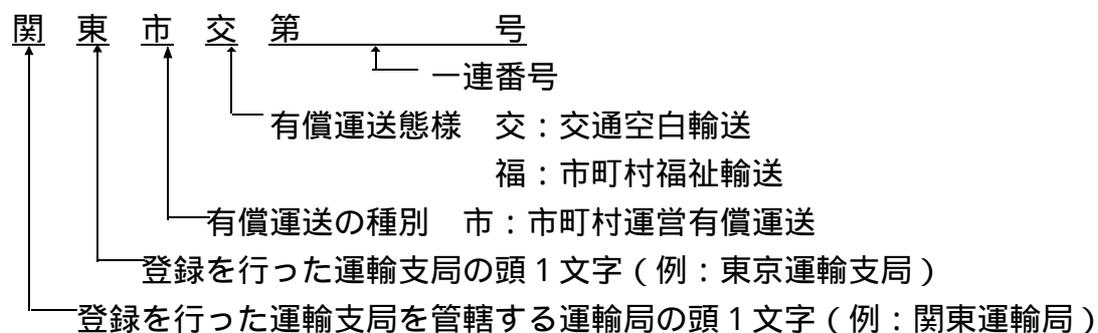 関 東 市 交 第 号
一連番号
有償運送態様 交:交通空白輸送
福:市町村福祉輸送
有償運送の種別 市:市町村運営有償運送
登録を行った運輸支局の頭1文字(例:東京運輸支局)
登録を行った運輸支局を管轄する運輸局の頭1文字(例:関東運輸局)